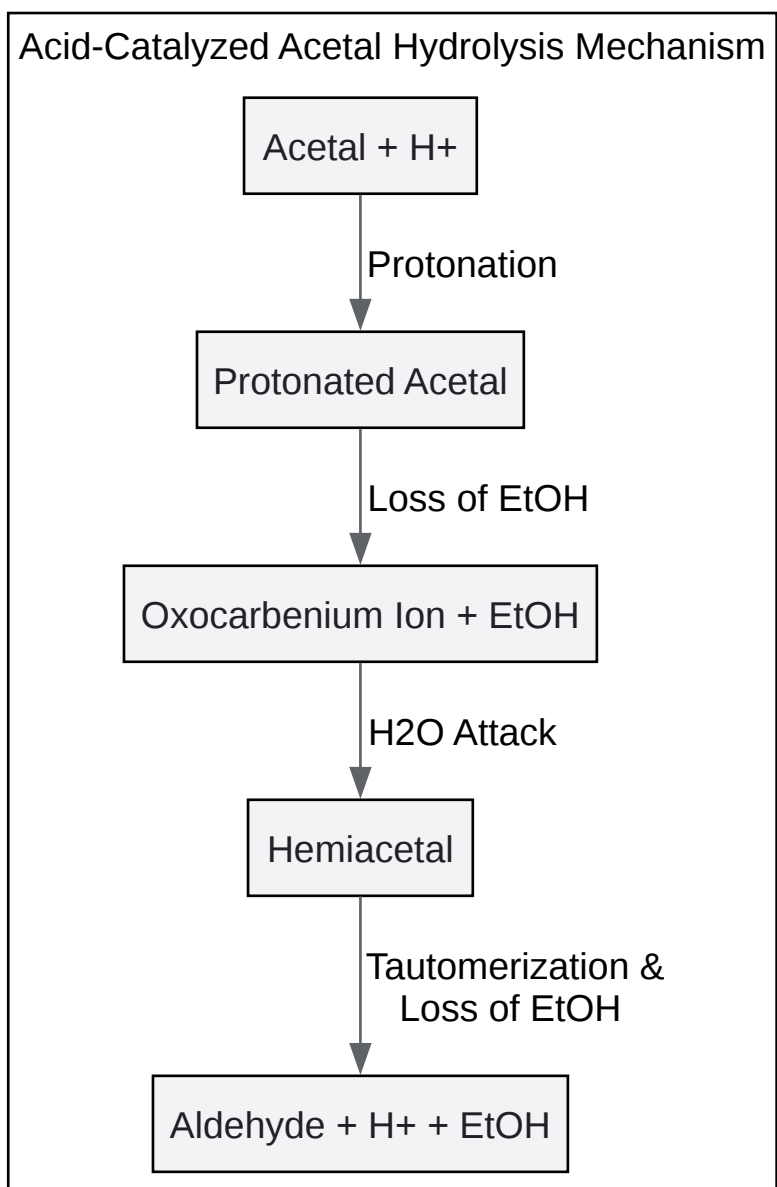 Acid-Catalyzed Acetal Hydrolysis Mechanism
Acetal + H+
Protonation
Protonated Acetal
Loss of EtOH
Oxocarbenium Ion + EtOH
H2O Attack
Hemiacetal
Tautomerization &
Loss of EtOH
Aldehyde + H+ + EtOH